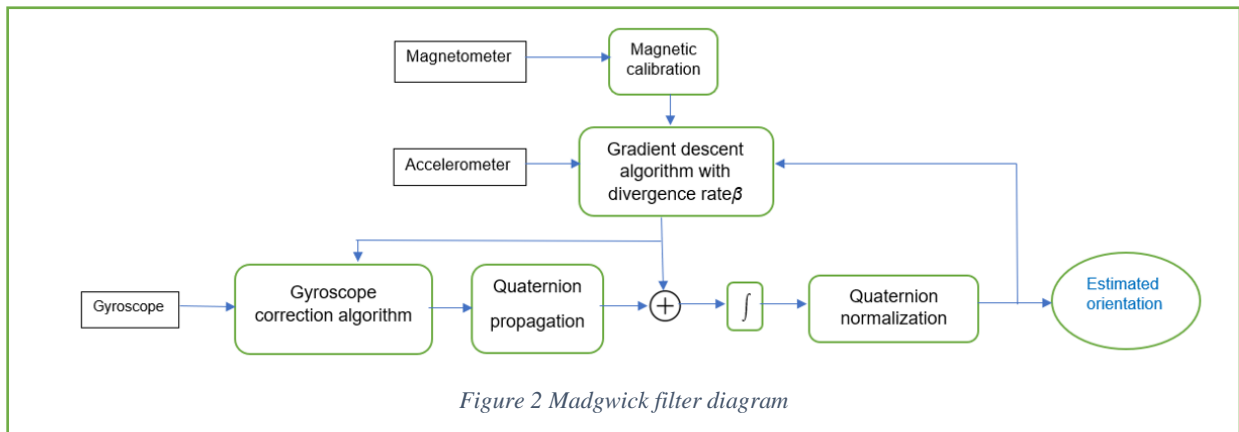 Magnetometer
Magnetic
calibration
Accelerometer
Gradient descent
algorithm with
divergence rateβ
Gyroscope
Gyroscope
correction algorithm
Quaternion
propagation
+
∫
Quaternion
normalization
Estimated
orientation
Figure 2 Madgwick filter diagram